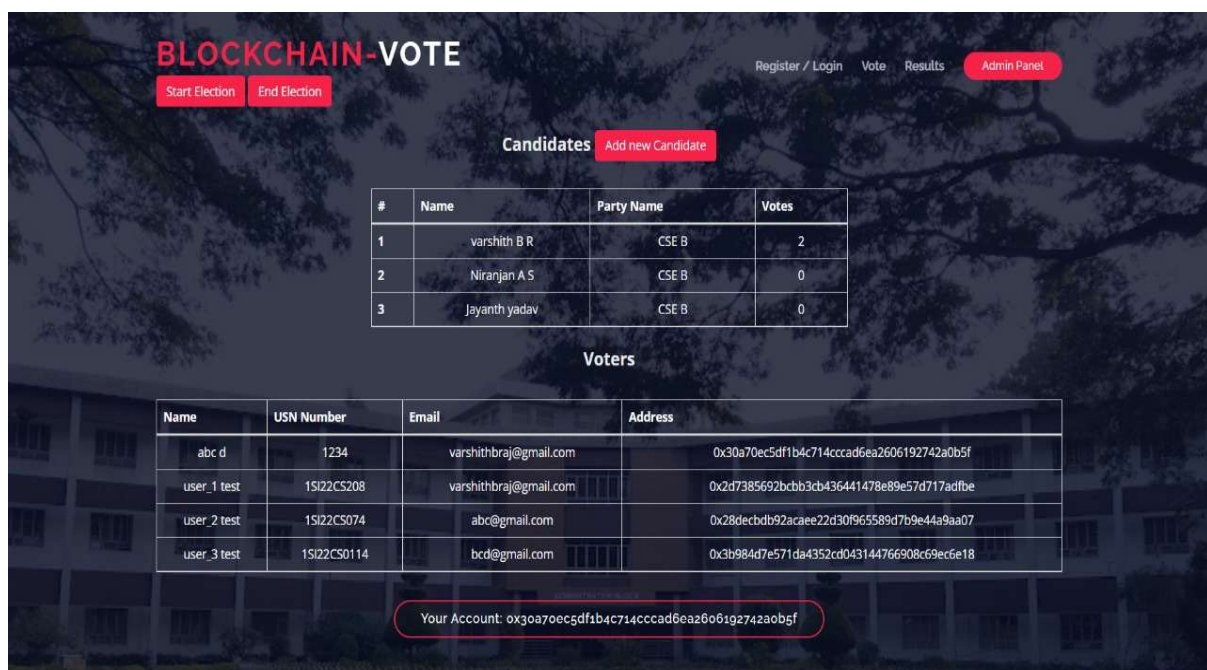 BLOCKCHAIN-VOTE
Register / Login Vote Results Admin Panel
Start Election End Election
Candidates Add new Candidate
# Name Party Name Votes
1 varshith B R CSE B 2
2 Niranjan A S CSE B 0
3 Jayanth yadav CSE B 0
Voters
Name USN Number Email Address
abc d 1234 varshithbraj@gmail.com 0x30a70ec5df1b4c714cccad6ea2606192742a0b5f
user_1 test 1SI22CS208 varshithbraj@gmail.com 0x2d7385692bcbb3cb436441478e89e57d717adfbe
user_2 test 1SI22CS074 abc@gmail.com 0x28decbdb92acaee22d30f965589d7b9e44a9aa07
user_3 test 1SI22CS0114 bcd@gmail.com 0x3b984d7e571da4352cd043144766908c69ec6e18
Your Account: 0x30a70ec5df1b4c714cccad6ea2606192742a0b5f